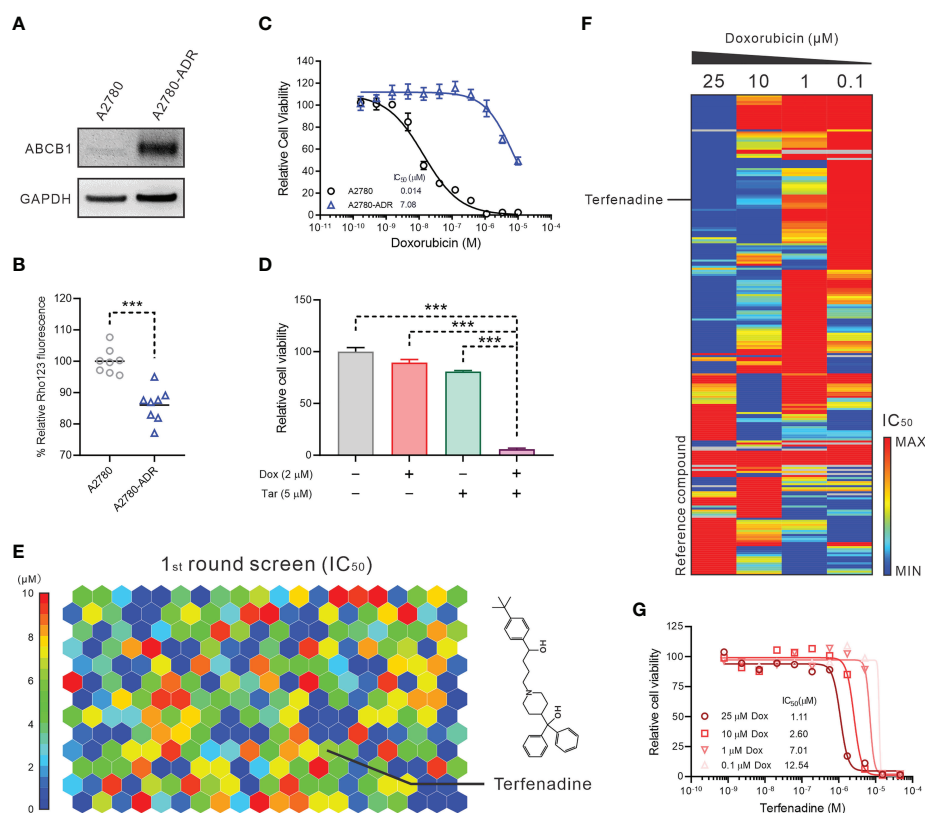 A
A2780
A2780-ADR
ABCB1
GAPDH
B
% Relative Rho123 fluorescence
120
110
100
90
80
70
***
A2780
A2780-ADR
C
Relative Cell Viability
140
120
100
80
60
40
20
0
IC50 (μM)
A2780 0.014
A2780-ADR 7.08
10-11 10-10 10-9 10-8 10-7 10-6 10-5 10-4
Doxorubicin (M)
D
Relative cell viability
150
100
50
0
***
***
***
Dox (2 μM) − + − +
Tar (5 μM) − − + +
E
1st round screen (IC50)
(μM)
10
8
6
4
2
0
HO
N
OH
Terfenadine
F
Doxorubicin (μM)
25 10 1 0.1
Terfenadine
Reference compound
IC50
MAX
MIN
G
Relative cell viability
125
100
75
50
25
0
IC50(μM)
25 μM Dox 1.11
10 μM Dox 2.60
1 μM Dox 7.01
0.1 μM Dox 12.54
10-10 10-9 10-8 10-7 10-6 10-5 10-4
Terfenadine (M)